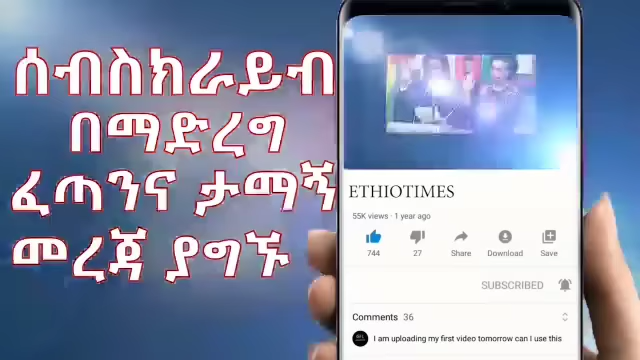 ሰብስክራይብ
በማድረግ
ፈጣንና ታማኝ
መረጃ ያግኙ
ETHIOTIMES
55K views · 1 year ago
744
27
Share
Download
Save
SUBSCRIBED
Comments 36
I am uploading my first video tomorrow can I use this